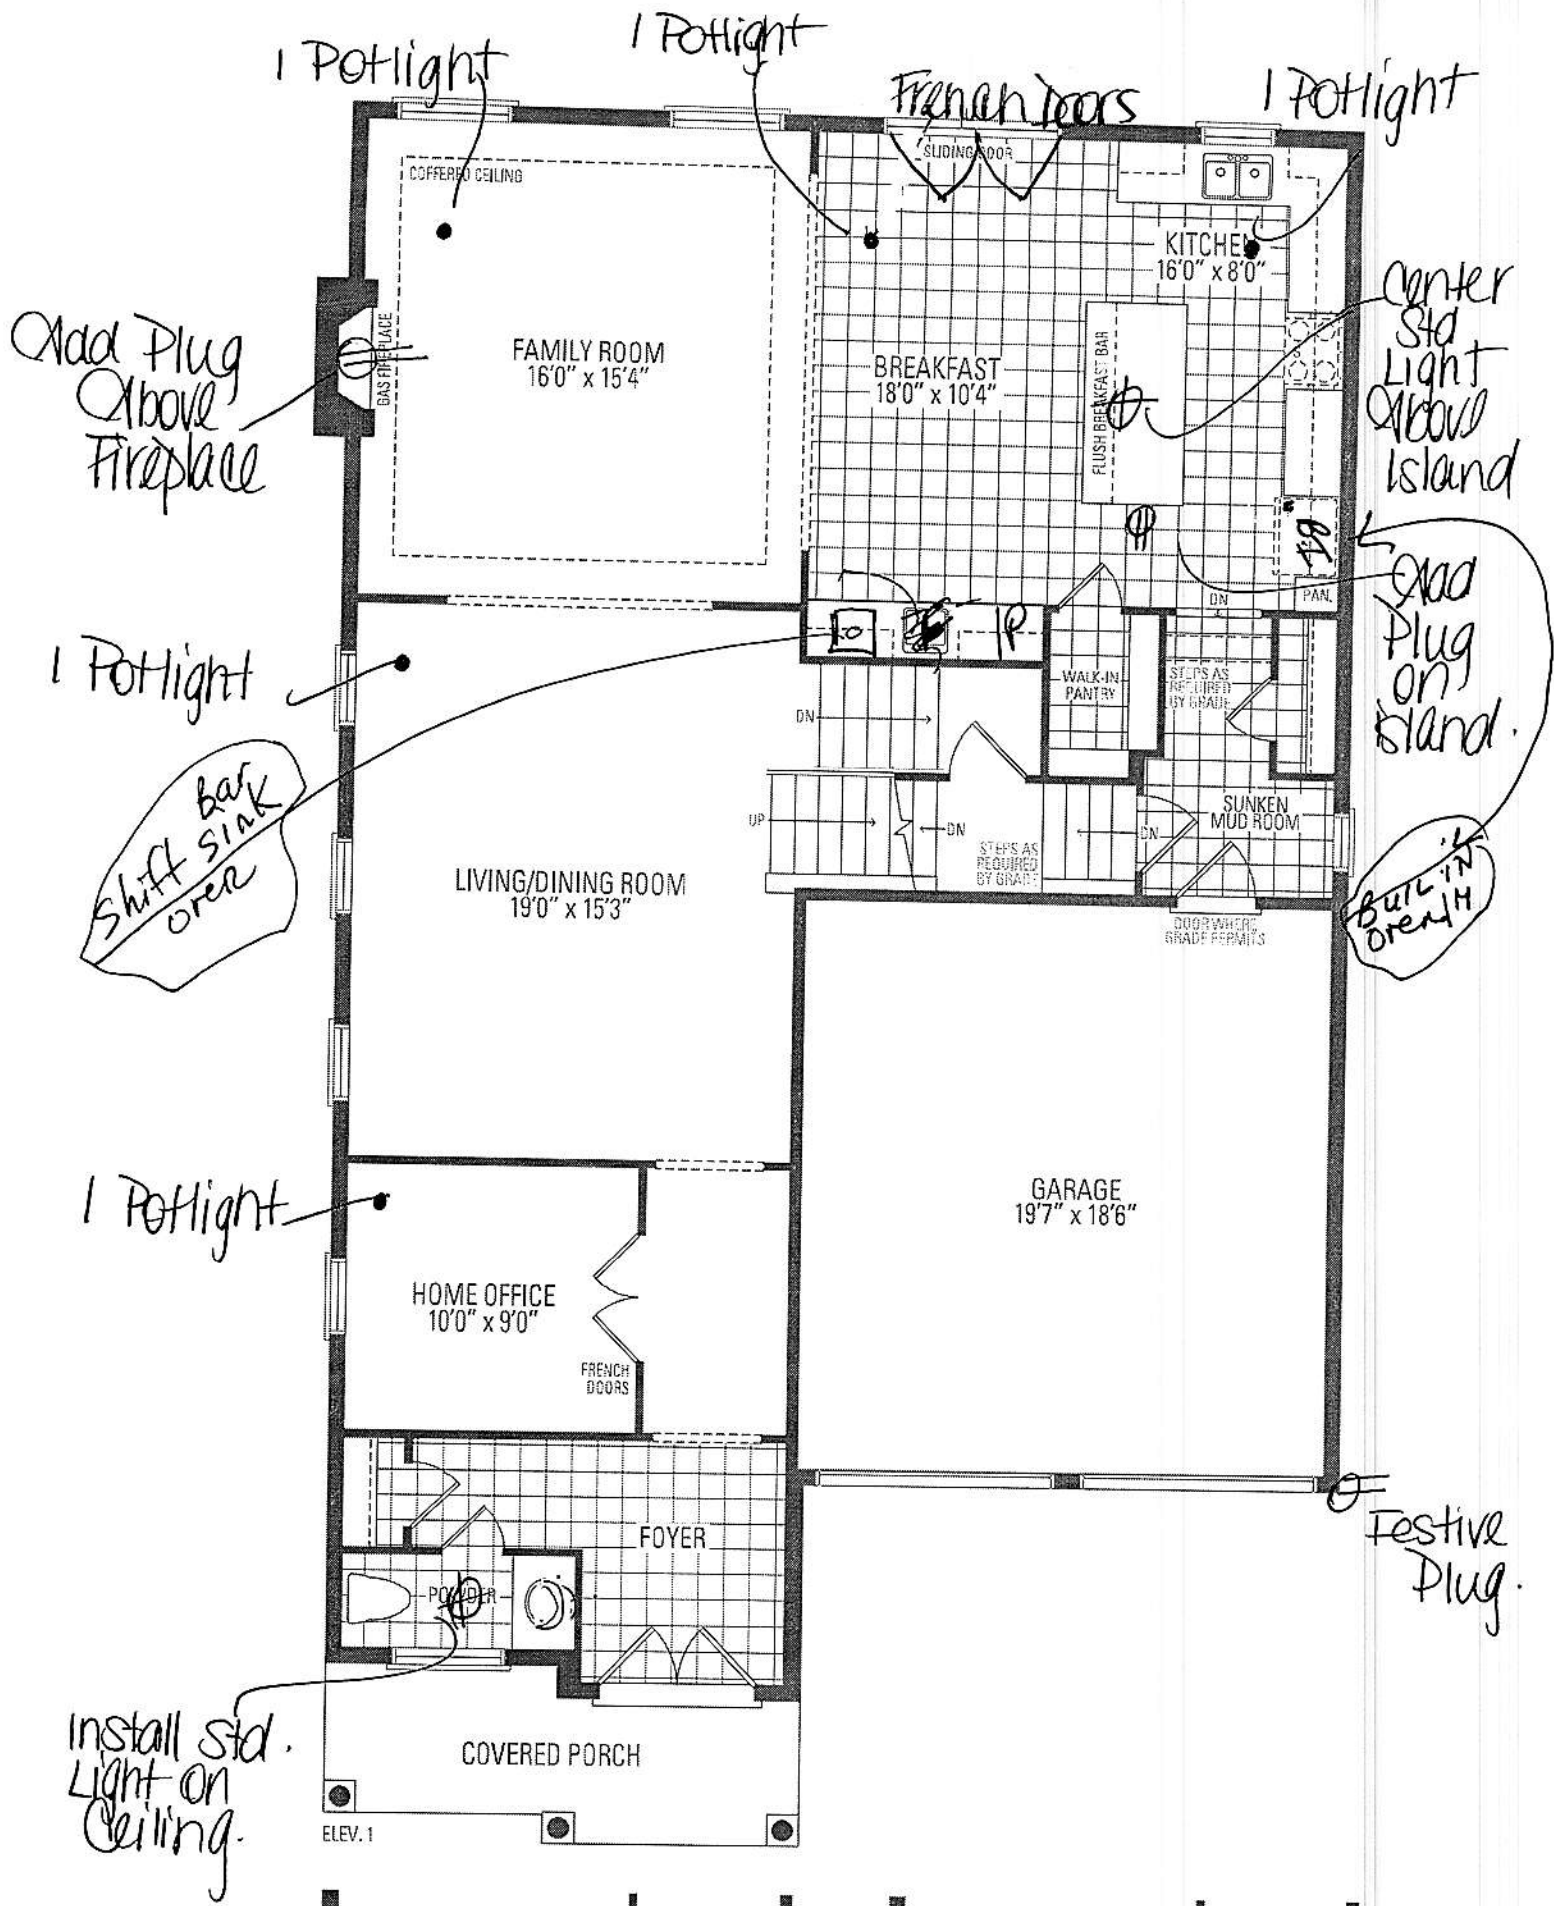 1 Potlight
1 Potlight
French Doors
1 Potlight
SLIDING DOOR
COFFERED CEILING
KITCHEN
16'0" x 8'0"
Center
Std
Light
Above
Island
Add Plug
Above
Fireplace
GAS FIREPLACE
FAMILY ROOM
16'0" x 15'4"
BREAKFAST
18'0" x 10'4"
FLUSH BREAKFAST BAR
Add
Plug
on
island.
PAN.
DN
P
1 Potlight
WALK-IN
PANTRY
STEPS AS
REQUIRED
BY GRADE
DN
Bar
Shift Sink
over
UP
DN
STEPS AS
REQUIRED
BY GRADE
DN
SUNKEN
MUD ROOM
LIVING/DINING ROOM
19'0" x 15'3"
DOOR WHERE
GRADE PERMITS
1 Potlight
GARAGE
19'7" x 18'6"
HOME OFFICE
10'0" x 9'0"
FRENCH
DOORS
Festive
Plug.
FOYER
POWDER
Install Std.
Light on
Ceiling.
COVERED PORCH
ELEV. 1